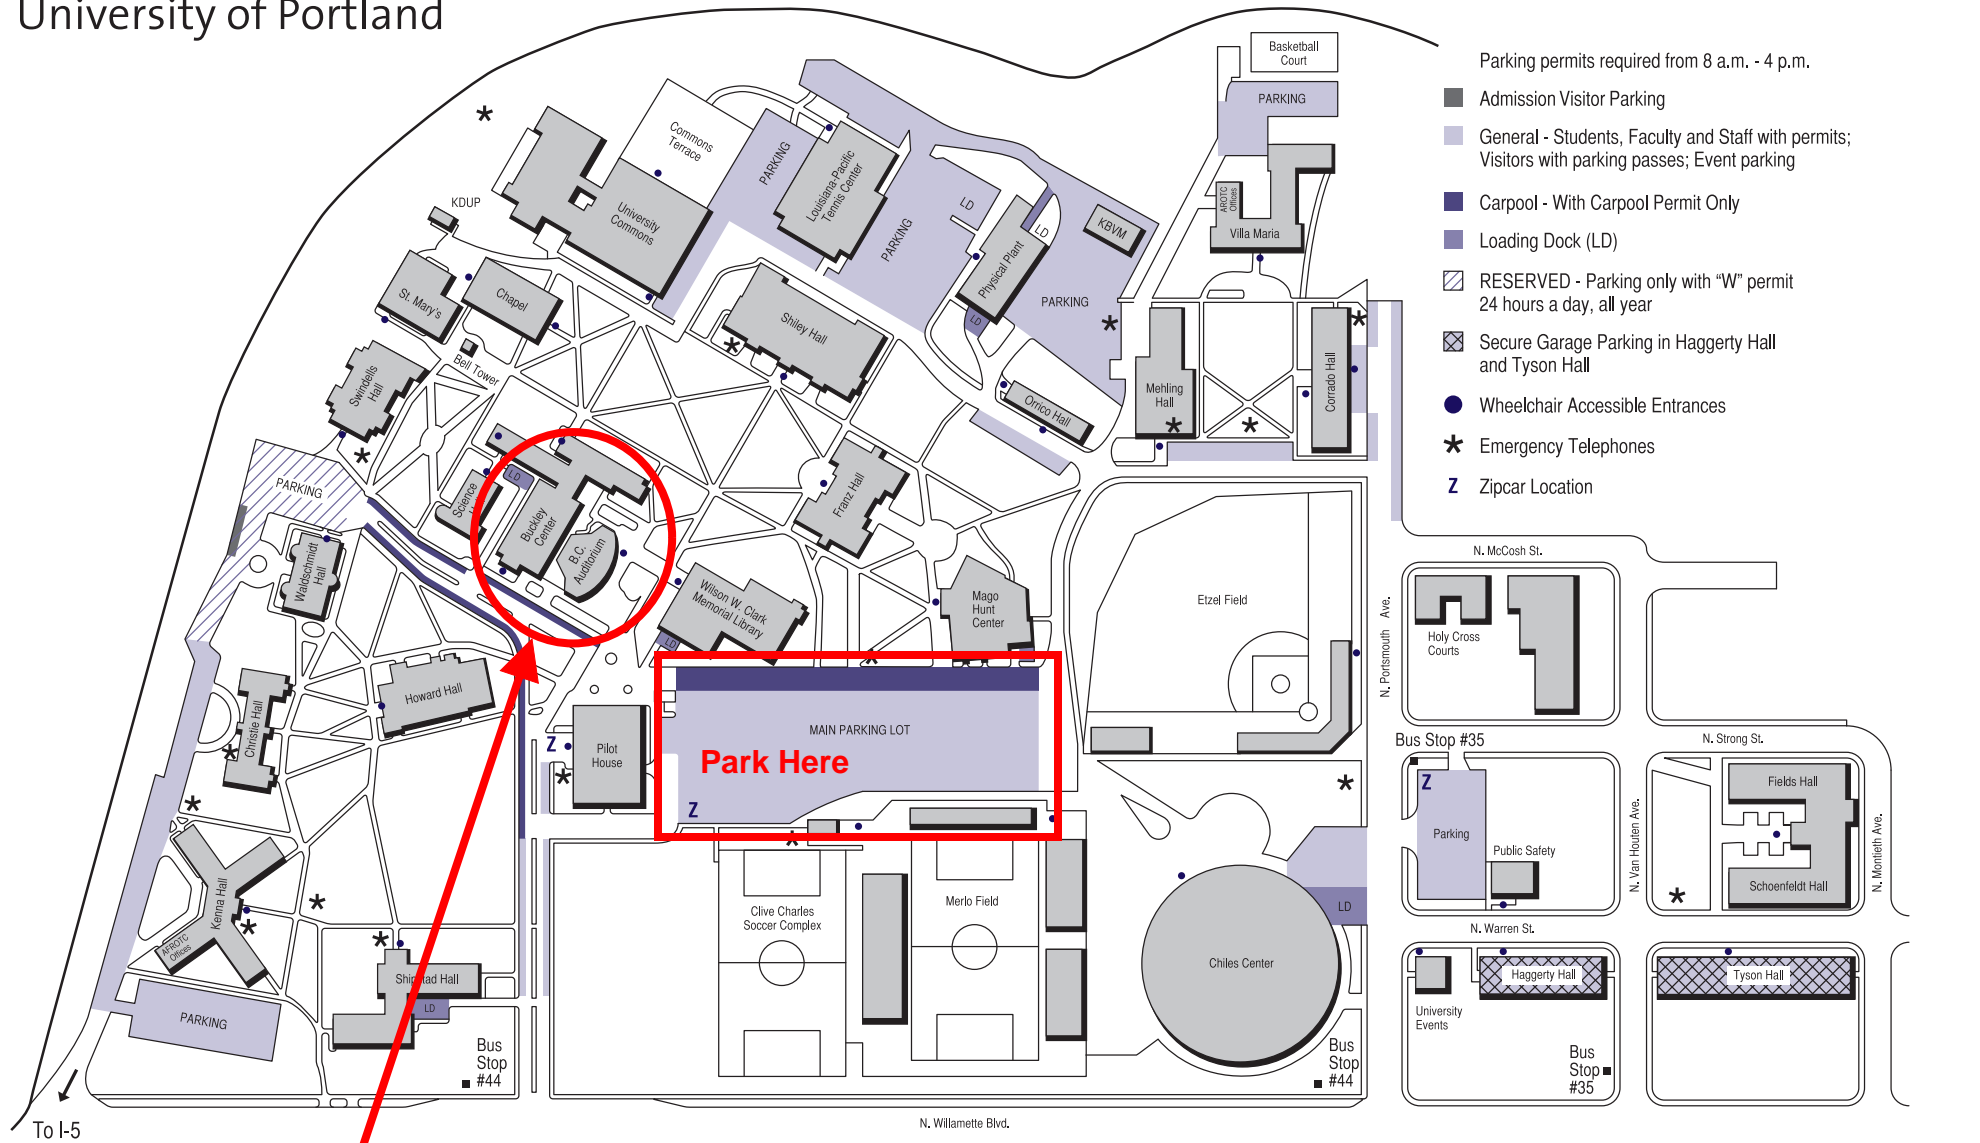 University of Portland
Basketball
Court
PARKING
Parking permits required from 8 a.m. - 4 p.m.
Admission Visitor Parking
General - Students, Faculty and Staff with permits;
Visitors with parking passes; Event parking
Carpool - With Carpool Permit Only
Loading Dock (LD)
RESERVED - Parking only with “W” permit
24 hours a day, all year
Secure Garage Parking in Haggerty Hall
and Tyson Hall
Wheelchair Accessible Entrances
Emergency Telephones
Z Zipcar Location
Commons
Terrace
PARKING
Louisiana-Pacific
Tennis Center
KDUP
University
Commons
LD
PARKING
LD
Physical Plant
LD
KBVM
PARKING
AROTC
Offices
Villa Maria
St. Mary's
Chapel
Bell Tower
Shiley Hall
Swindells
Hall
Orrico Hall
Mehling
Hall
Corrado Hall
PARKING
Science
LD
Buckley
Center
B.C.
Auditorium
Franz Hall
Waldschmidt
Hall
Wilson W. Clark
Memorial Library
LD
Mago
Hunt
Center
Etzel Field
N. McCosh St.
N. Portsmouth Ave.
Holy Cross
Courts
Christie Hall
Howard Hall
Z
Pilot
House
MAIN PARKING LOT
Park Here
Z
Bus Stop #35
Z
Parking
Public Safety
N. Van Houten Ave.
N. Strong St.
Fields Hall
Schoenfeldt Hall
N. Montieth Ave.
Kenna Hall
AFROTC
Offices
Clive Charles
Soccer Complex
Merlo Field
Chiles Center
LD
N. Warren St.
Haggerty Hall
Tyson Hall
University
Events
PARKING
Hall
LD
Bus
Stop
#44
Bus
Stop
#44
Bus
Stop
#35
N. Willamette Blvd.
To I-5